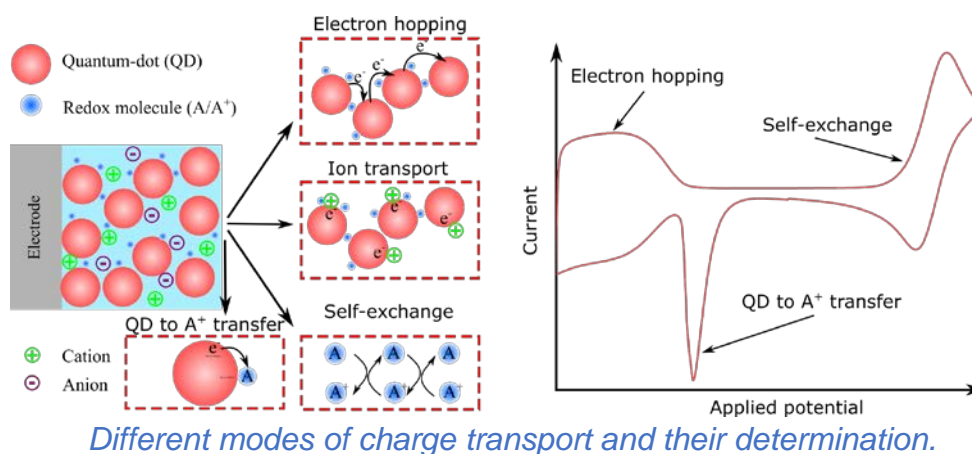 Quantum-dot (QD)
Redox molecule (A/A⁺)
Electrode
Cation
Anion
Electron hopping
e⁻
e⁻
e⁻
Ion transport
e⁻
e⁻
e⁻
QD to A⁺ transfer
e⁻
A
Self-exchange
A A A
A⁺ A⁺ A⁺
Current
Electron hopping
Self-exchange
QD to A⁺ transfer
Applied potential
Different modes of charge transport and their determination.